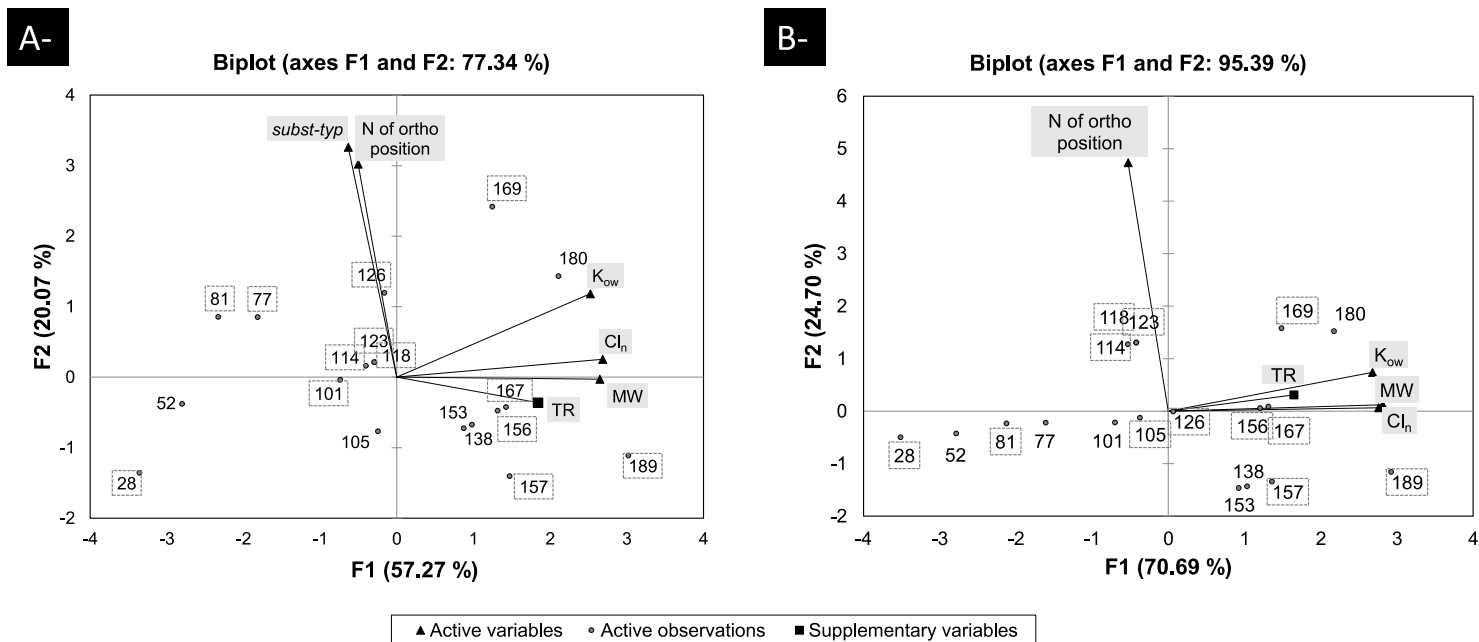 A-
Biplot (axes F1 and F2: 77.34 %)
4
3
2
1
0
-1
-2
-4
-3
-2
-1
0
1
2
3
4
F2 (20.07 %)
F1 (57.27 %)
subst-typ
N of ortho
position
169
180
K_ow
126
81
77
123
118
114
Cl_n
101
MW
167
TR
52
153
156
105
138
189
28
157
B-
Biplot (axes F1 and F2: 95.39 %)
6
5
4
3
2
1
0
-1
-2
-4
-3
-2
-1
0
1
2
3
4
F2 (24.70 %)
F1 (70.69 %)
N of ortho
position
118
123
114
169
180
K_ow
TR
MW
Cl_n
105
126
156
167
28
52
81
77
101
138
189
153
157
Active variables
Active observations
Supplementary variables